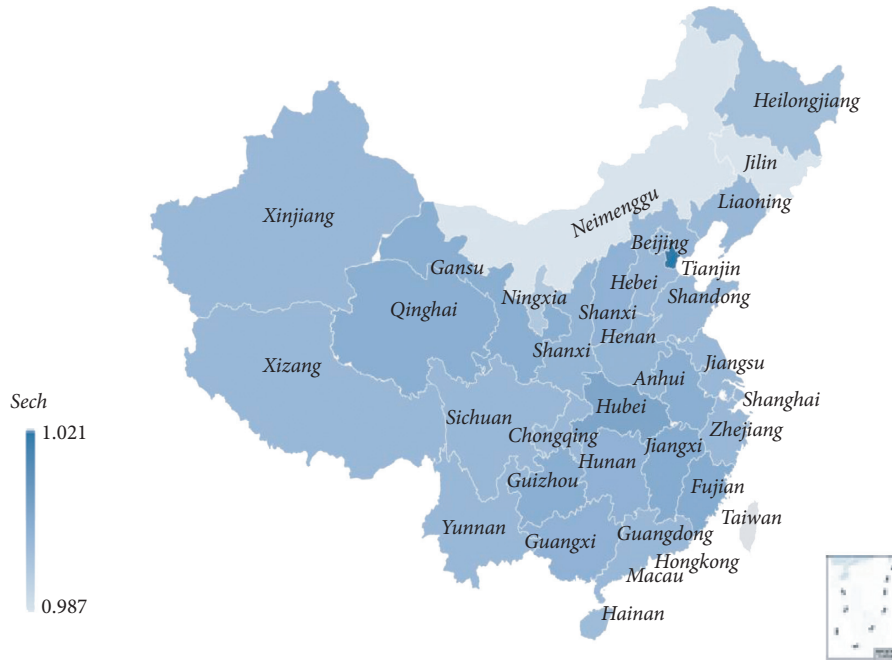 Heilongjiang
Jilin
Liaoning
Neimenggu
Xinjiang
Beijing
Tianjin
Gansu
Hebei
Ningxia
Shandong
Qinghai
Shanxi
Henan
Shanxi
Xizang
Jiangsu
Anhui
Shanghai
Sech
Hubei
Sichuan
1.021
Zhejiang
Chongqing
Jiangxi
Hunan
Guizhou
Fujian
Taiwan
Yunnan
Guangdong
Guangxi
Hongkong
Macau
0.987
Hainan